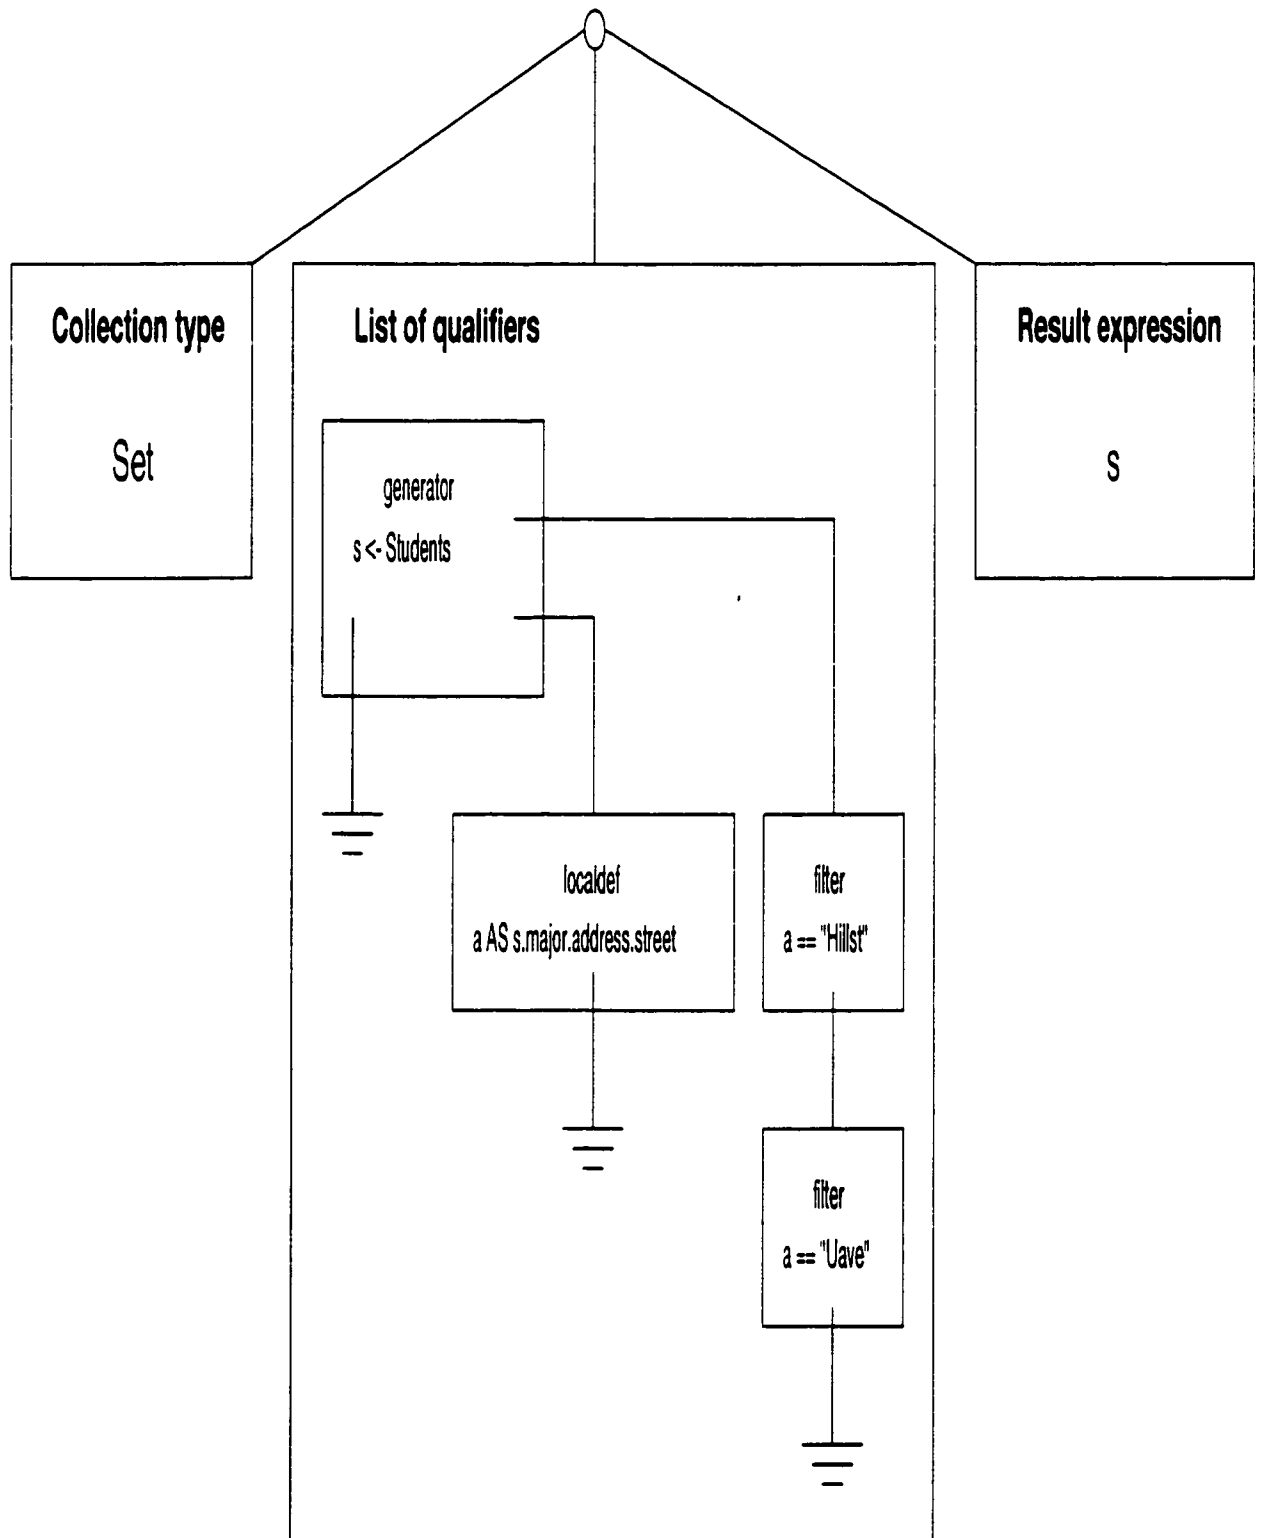 Collection type
Set
List of qualifiers
generator
s <- Students
localdef
a AS s.major.address.street
filter
a == "Hillst"
filter
a == "Uave"
Result expression
s